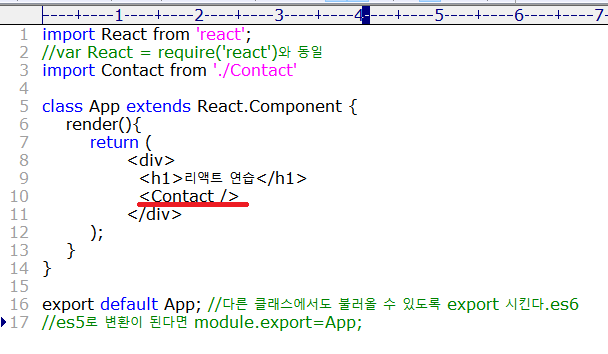 ----+----1----+----2----+----3----+----4----+----5----+----6----+----7-
1 import React from 'react';
2 //var React = require('react')와 동일
3 import Contact from './Contact'
4
5 class App extends React.Component {
6 render(){
7 return (
8 <div>
9 <h1>리액트 연습</h1>
10 <Contact />
11 </div>
12 );
13 }
14 }
15
16 export default App; //다른 클래스에서도 불러올 수 있도록 export 시킨다.es6
17 //es5로 변환이 된다면 module.export=App;